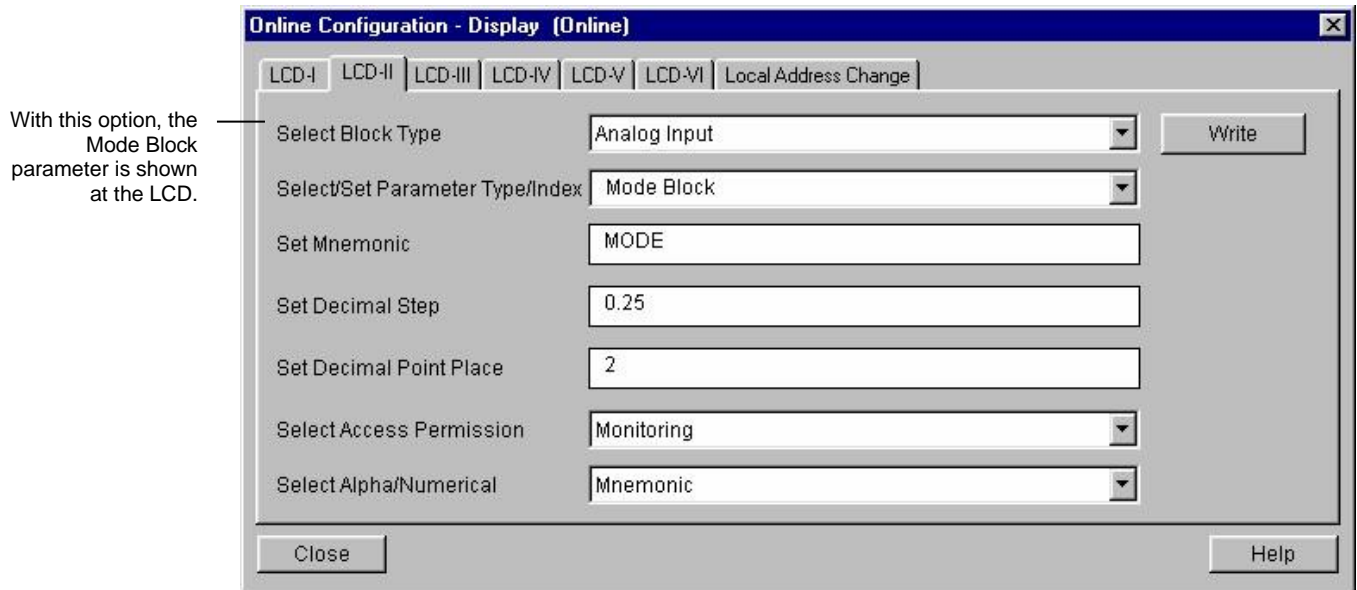 Online Configuration - Display (Online)
LCD-I LCD-II LCD-III LCD-IV LCD-V LCD-VI Local Address Change
With this option, the
Mode Block
parameter is shown
at the LCD.
Select Block Type Analog Input Write
Select/Set Parameter Type/Index Mode Block
Set Mnemonic MODE
Set Decimal Step 0.25
Set Decimal Point Place 2
Select Access Permission Monitoring
Select Alpha/Numerical Mnemonic
Close Help